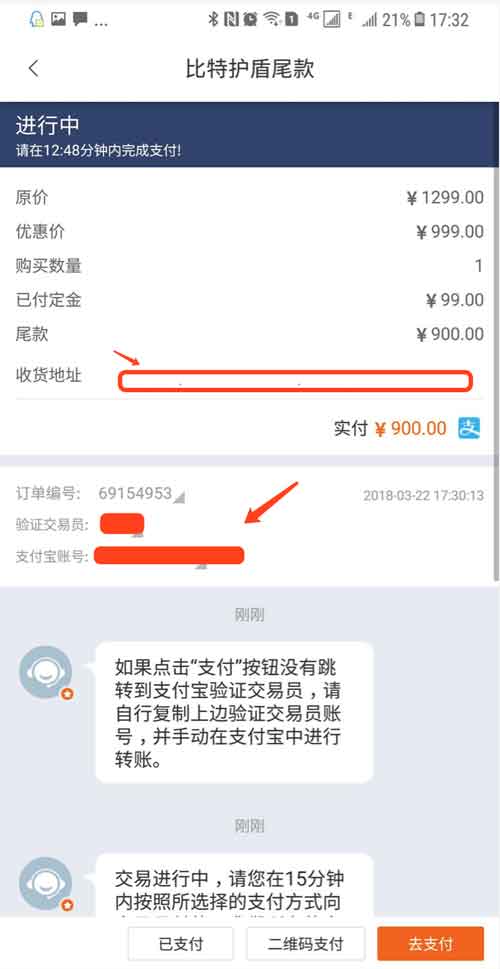 ... 1 4G E 21% 17:32
比特护盾尾款
进行中
请在12:48分钟内完成支付!
原价 ￥1299.00
优惠价 ￥999.00
购买数量 1
已付定金 ￥99.00
尾款 ￥900.00
收货地址
实付 ￥900.00 支
订单编号: 69154953 2018-03-22 17:30:13
验证交易员:
支付宝账号:
刚刚
如果点击“支付”按钮没有跳
转到支付宝验证交易员，请
自行复制上边验证交易员账
号，并手动在支付宝中进行
转账。
刚刚
交易进行中，请您在15分钟
内按照所选择的支付方式向
已支付 二维码支付 去支付